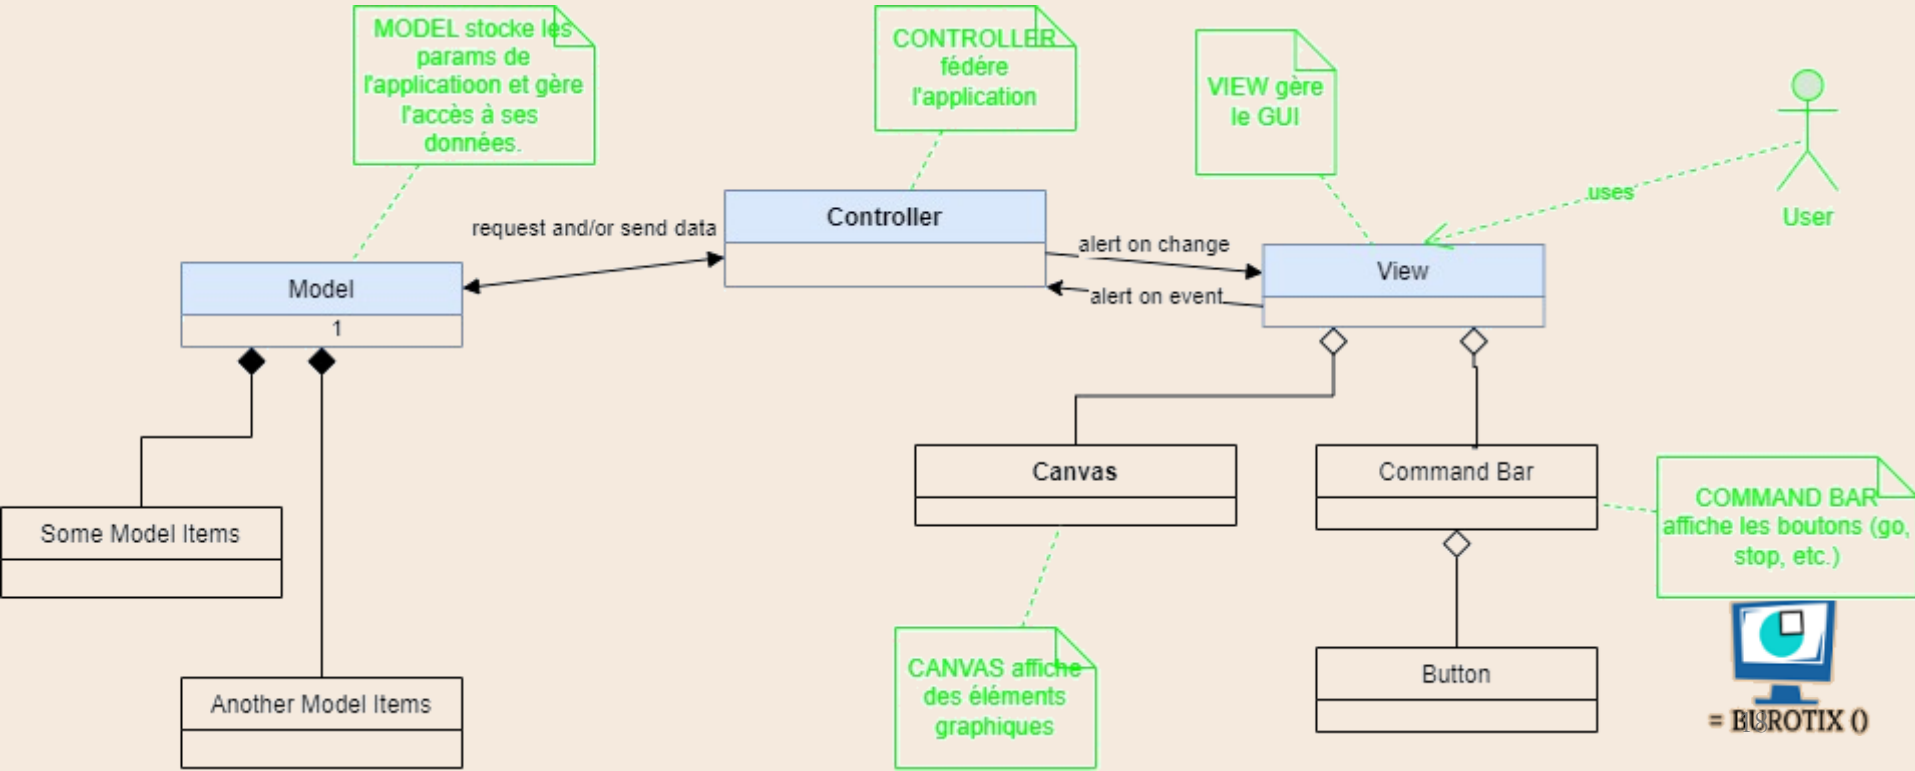 MODEL stocke les
params de
l'applicatioon et gère
l'accès à ses
données.
CONTROLLER
fédére
l'application
VIEW gère
le GUI
uses
User
request and/or send data
Controller
alert on change
alert on event
Model
1
View
Canvas
Command Bar
COMMAND BAR
affiche les boutons (go,
stop, etc.)
Some Model Items
Another Model Items
CANVAS affiche
des éléments
graphiques
Button
= BUROTIX ()
18